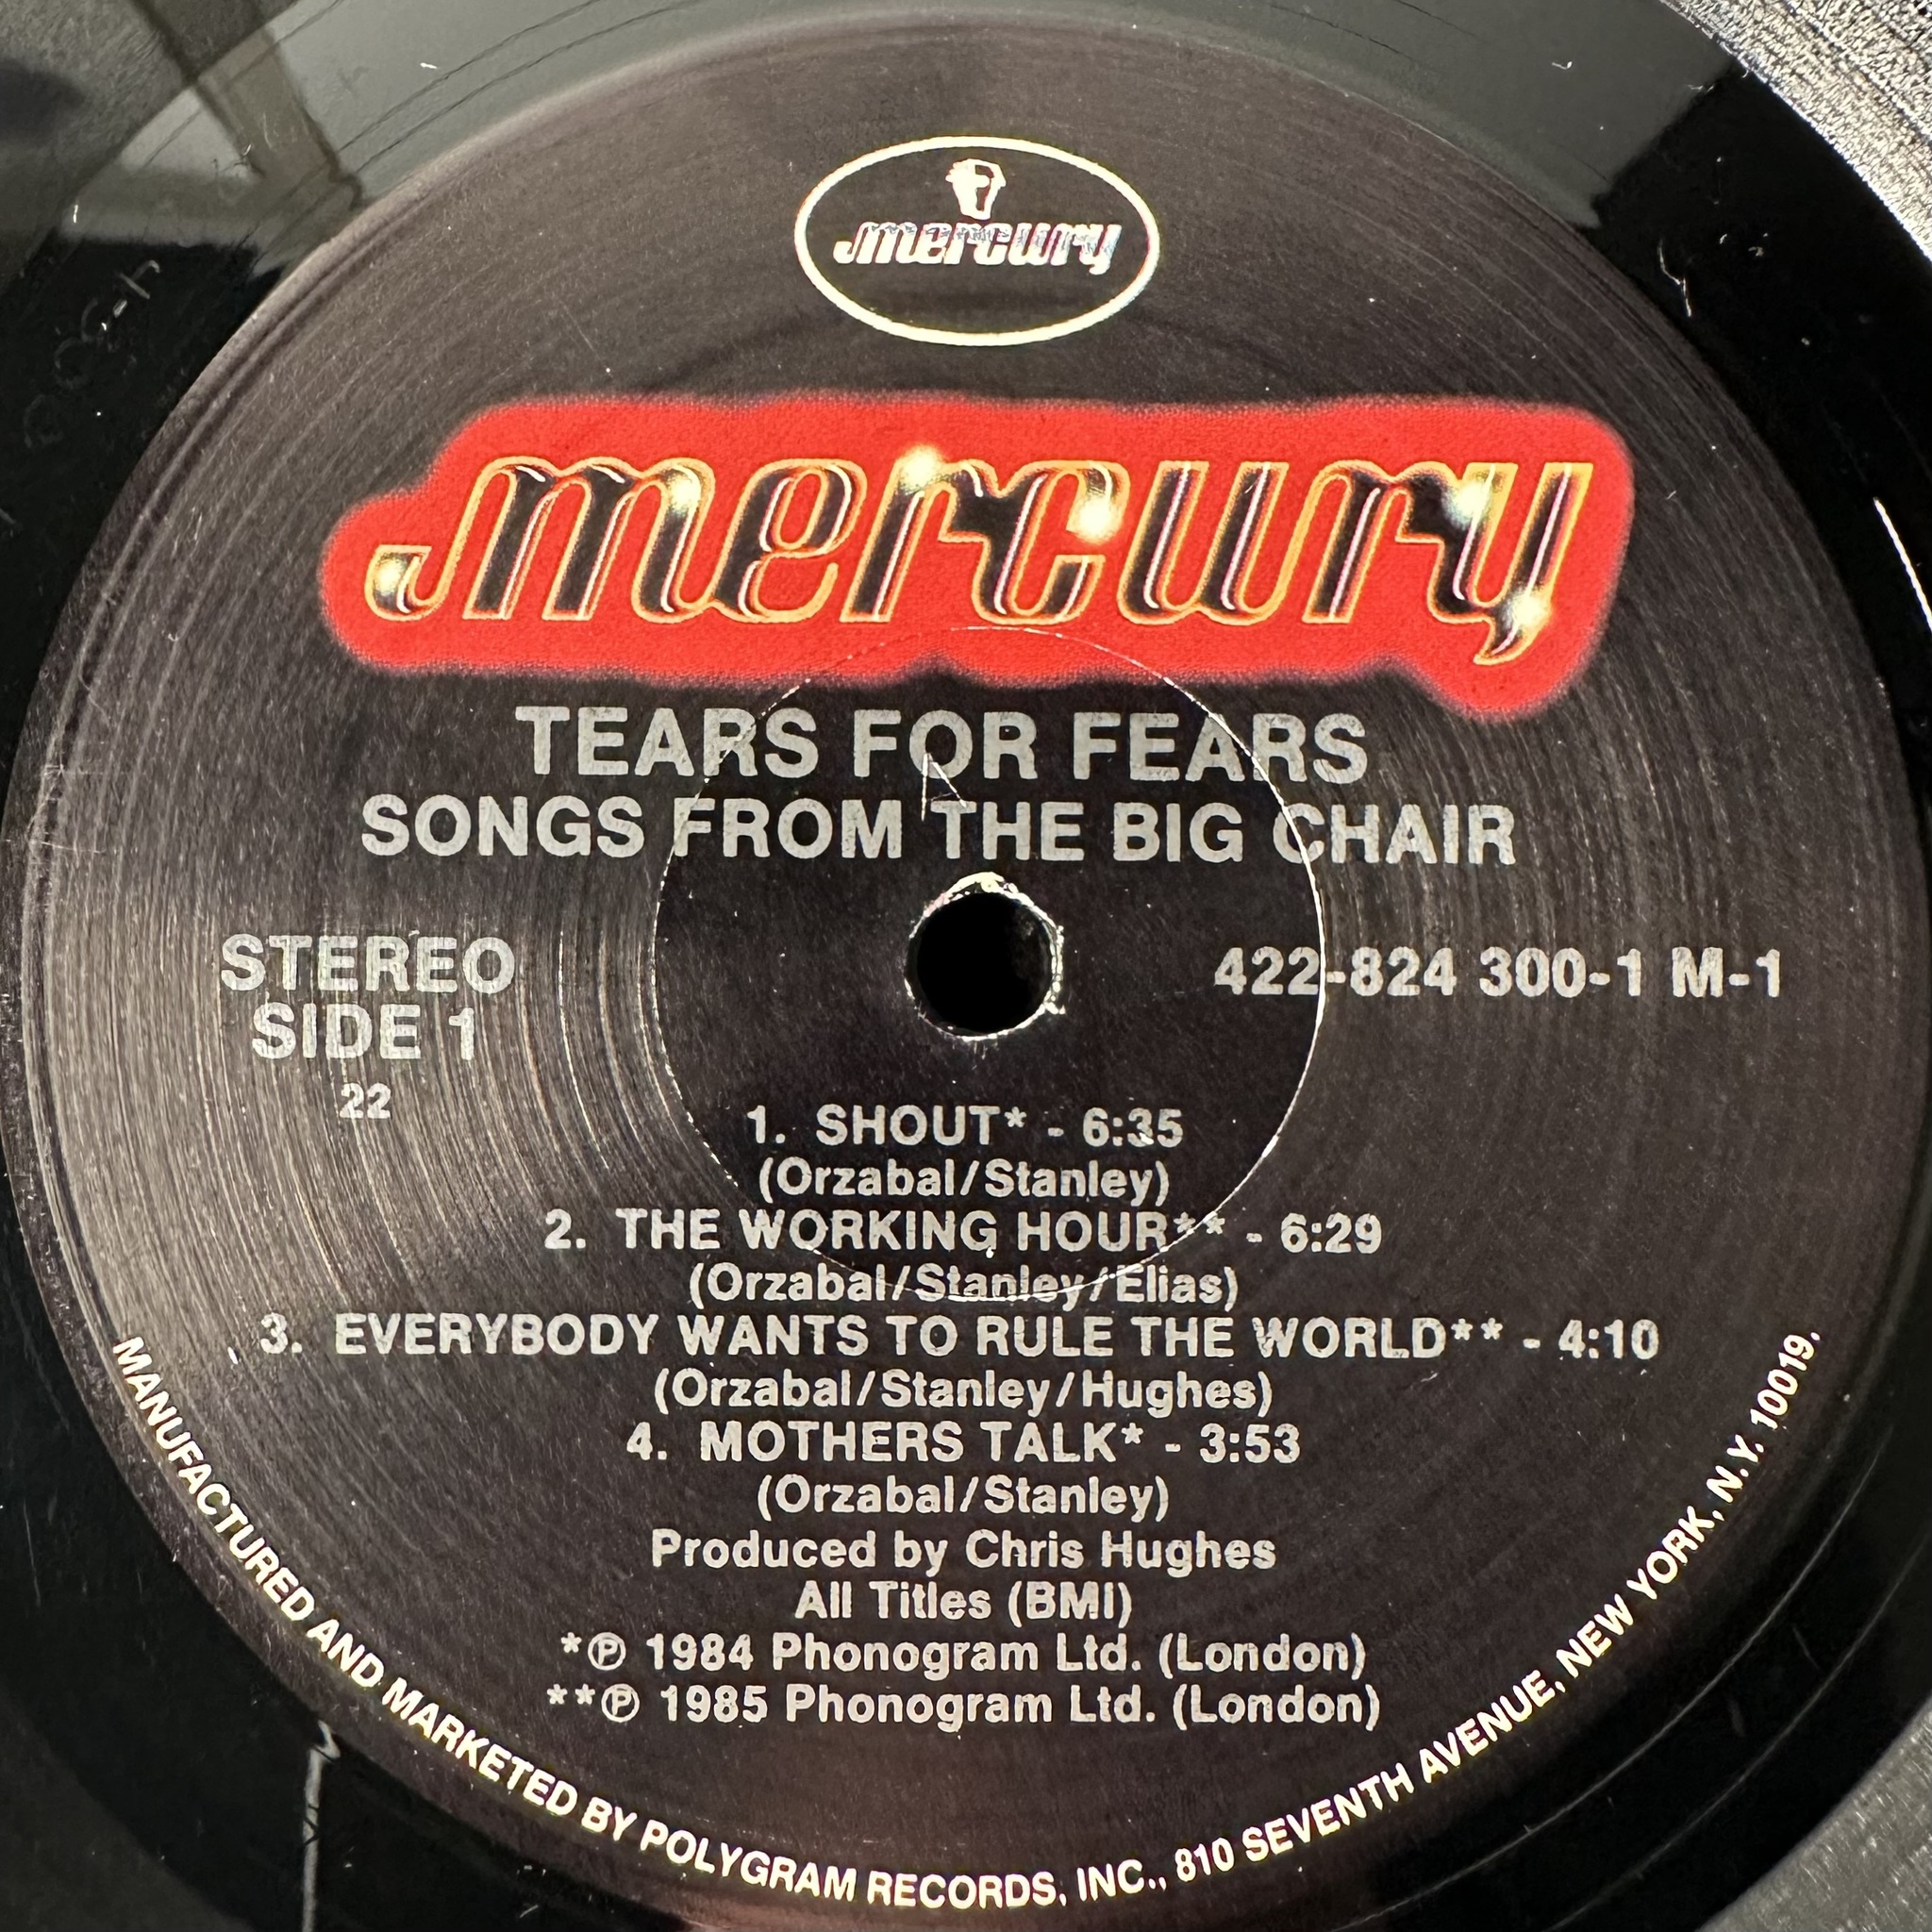 mercury
mercury
TEARS FOR FEARS
SONGS FROM THE BIG CHAIR
STEREO
SIDE 1
22
422-824 300-1 M-1
1. SHOUT* - 6:35
(Orzabal/Stanley)
2. THE WORKING HOUR** - 6:29
(Orzabal/Stanley/Elias)
3. EVERYBODY WANTS TO RULE THE WORLD** - 4:10
(Orzabal/Stanley/Hughes)
4. MOTHERS TALK* - 3:53
(Orzabal/Stanley)
Produced by Chris Hughes
All Titles (BMI)
*℗ 1984 Phonogram Ltd. (London)
**℗ 1985 Phonogram Ltd. (London)
MANUFACTURED AND MARKETED BY POLYGRAM RECORDS, INC., 810 SEVENTH AVENUE, NEW YORK, N.Y. 10019.